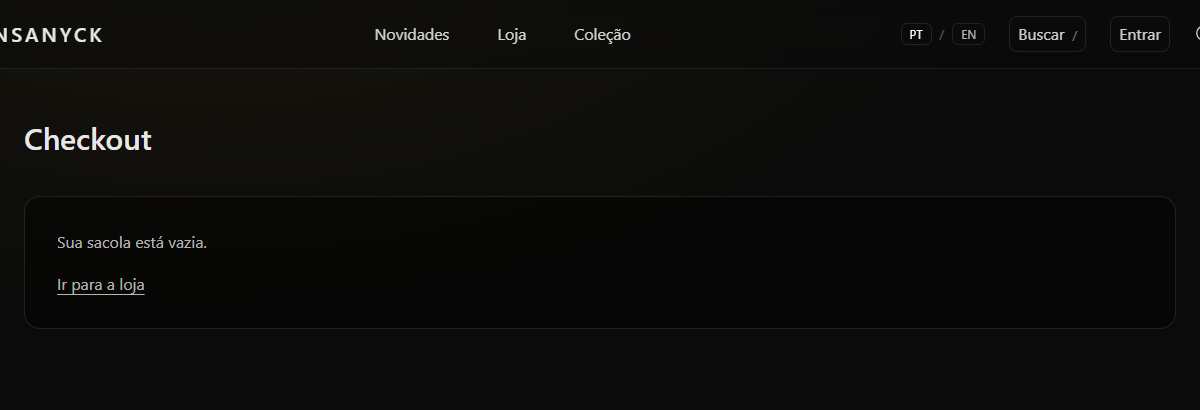 NSANYCK Novidades Loja Coleção PT / EN Buscar / Entrar
Checkout
Sua sacola está vazia.
Ir para a loja